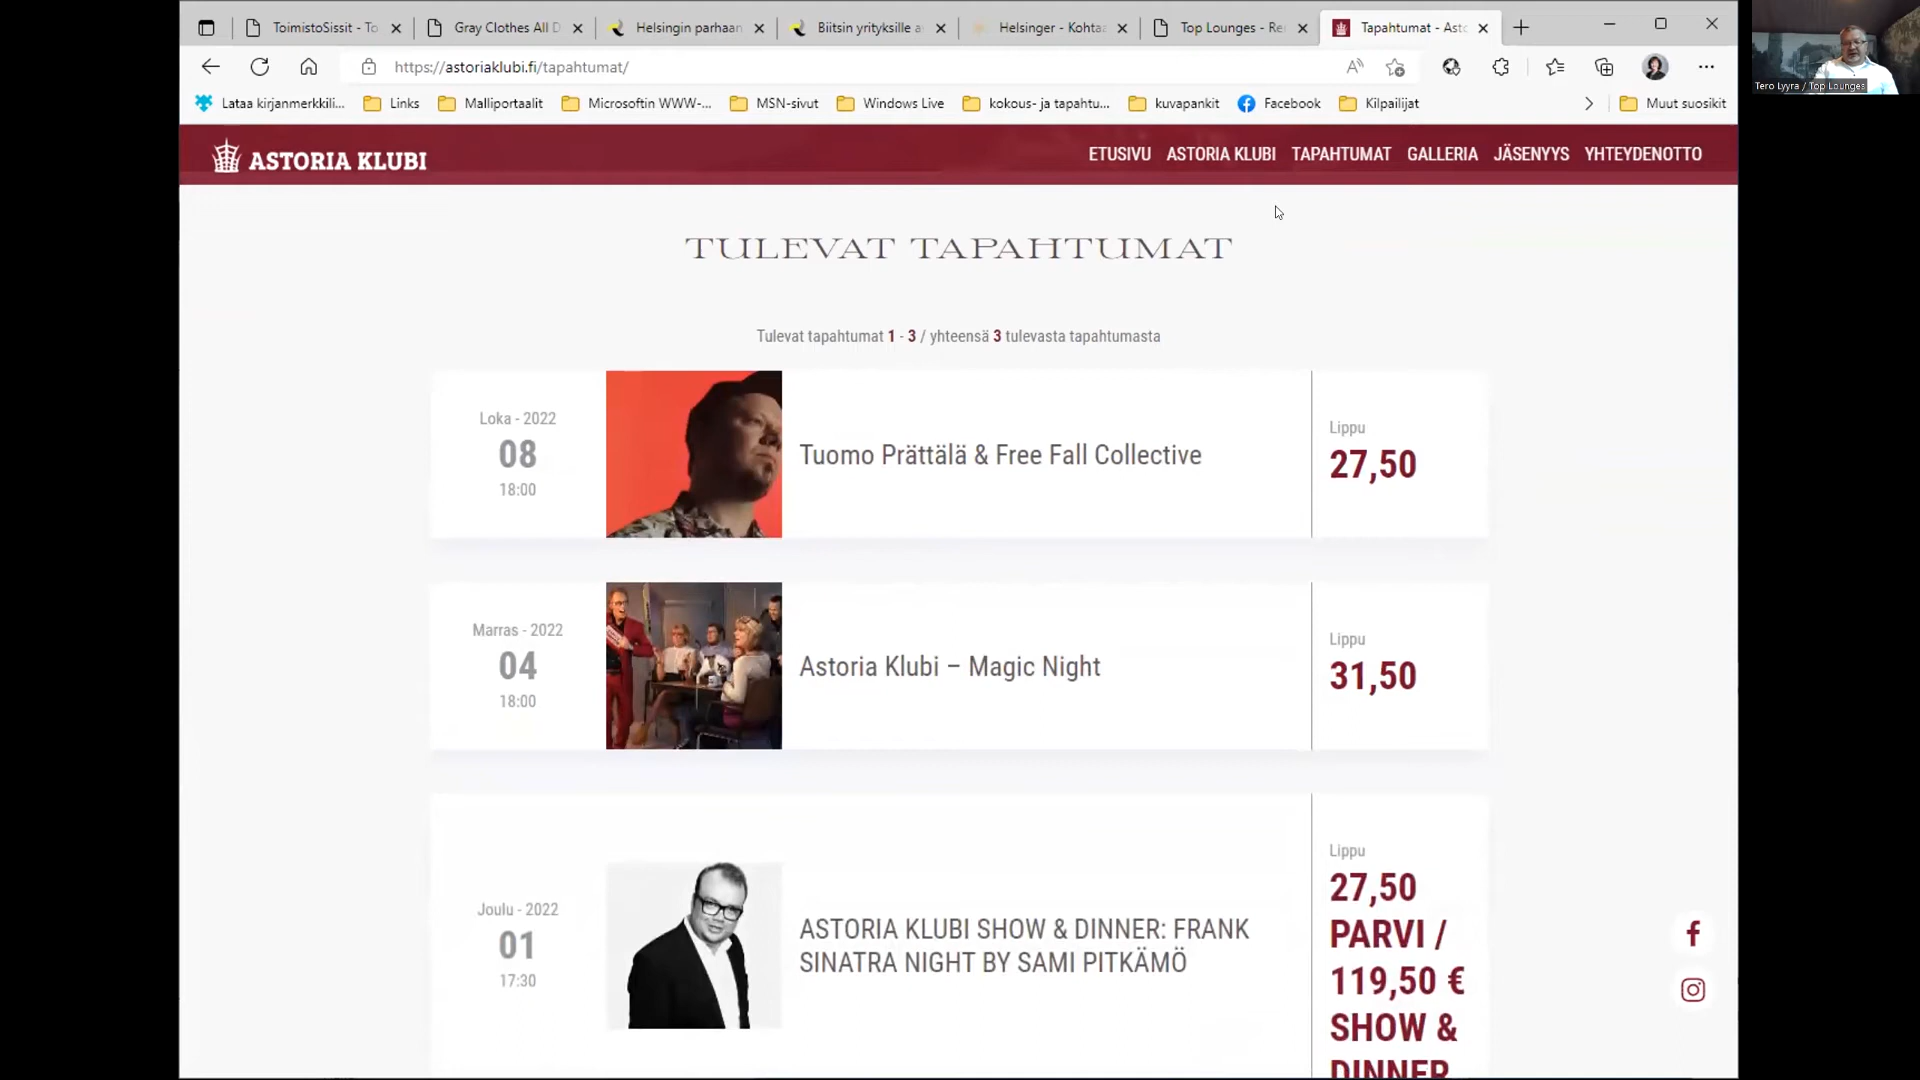 ToimistoSissit - To
Gray Clothes All D
Helsingin parhaan
Biitsin yrityksille a
Helsinger - Kohtaa
Top Lounges - Re
Tapahtumat - Asto
https://astoriaklubi.fi/tapahtumat/
Lataa kirjanmerkkili...
Links
Malliportaalit
Microsoftin WWW-...
MSN-sivut
Windows Live
kokous- ja tapahtu...
kuvapankit
Facebook
Kilpailijat
Muut suosikit
Tero Lyyra / Top Lounges
ASTORIA KLUBI
ETUSIVU ASTORIA KLUBI TAPAHTUMAT GALLERIA JÄSENYYS YHTEYDENOTTO
TULEVAT TAPAHTUMAT
Tulevat tapahtumat 1 - 3 / yhteensä 3 tulevasta tapahtumasta
Loka - 2022
08
18:00
Tuomo Prättälä & Free Fall Collective
Lippu
27,50
Marras - 2022
04
18:00
Astoria Klubi – Magic Night
Lippu
31,50
Joulu - 2022
01
17:30
ASTORIA KLUBI SHOW & DINNER: FRANK
SINATRA NIGHT BY SAMI PITKÄMÖ
Lippu
27,50
PARVI /
119,50 €
SHOW &
DINNER